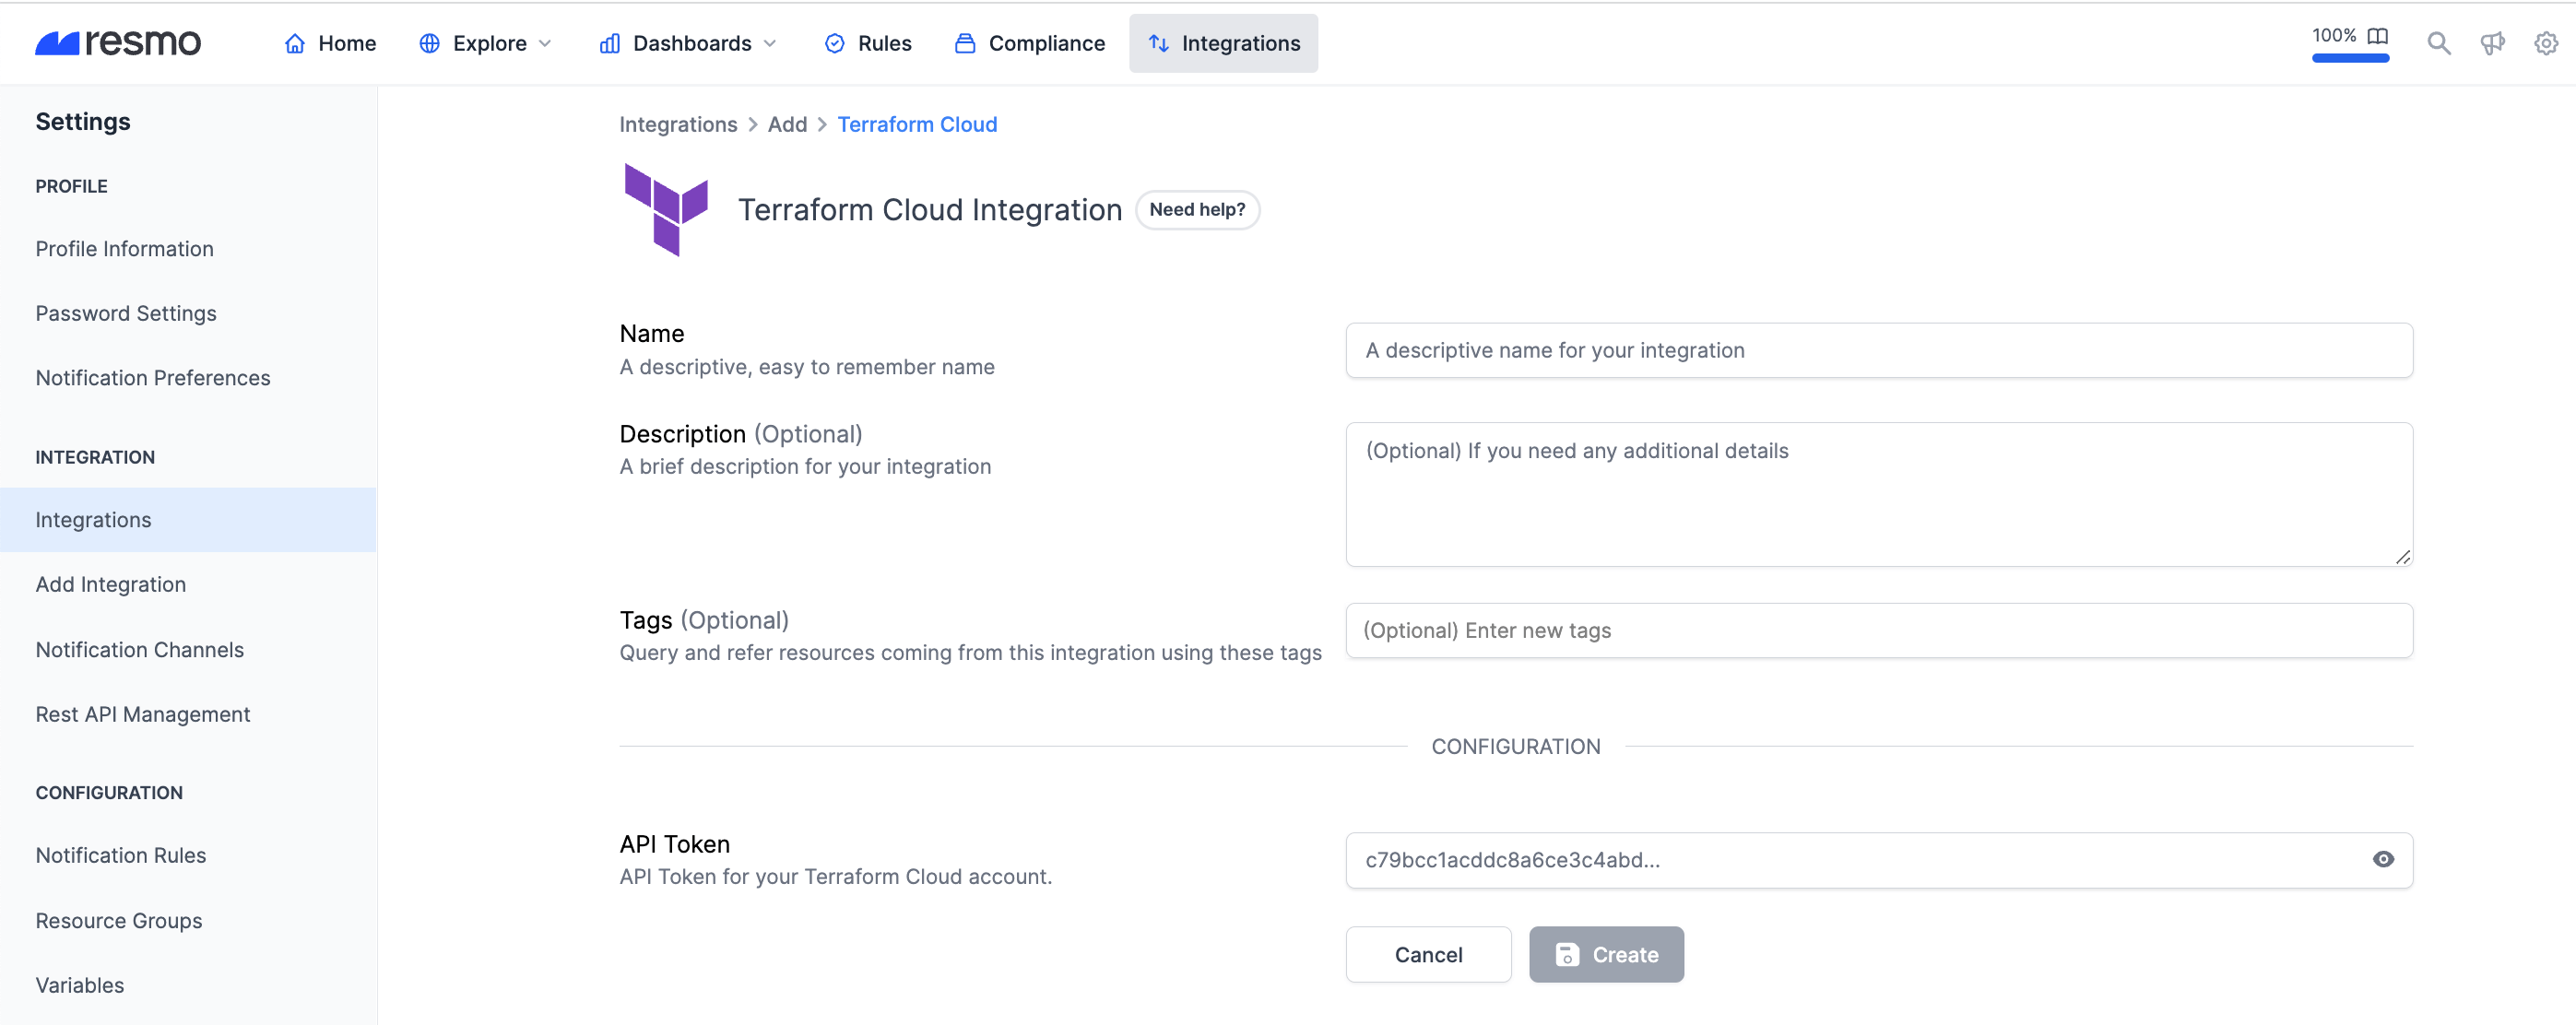 resmo
Home
Explore
Dashboards
Rules
Compliance
Integrations
100%
Settings
PROFILE
Profile Information
Password Settings
Notification Preferences
INTEGRATION
Integrations
Add Integration
Notification Channels
Rest API Management
CONFIGURATION
Notification Rules
Resource Groups
Variables
Integrations > Add > Terraform Cloud
Terraform Cloud Integration
Need help?
Name
A descriptive, easy to remember name
A descriptive name for your integration
Description (Optional)
A brief description for your integration
(Optional) If you need any additional details
Tags (Optional)
Query and refer resources coming from this integration using these tags
(Optional) Enter new tags
CONFIGURATION
API Token
API Token for your Terraform Cloud account.
c79bcc1acddc8a6ce3c4abd...
Cancel
Create